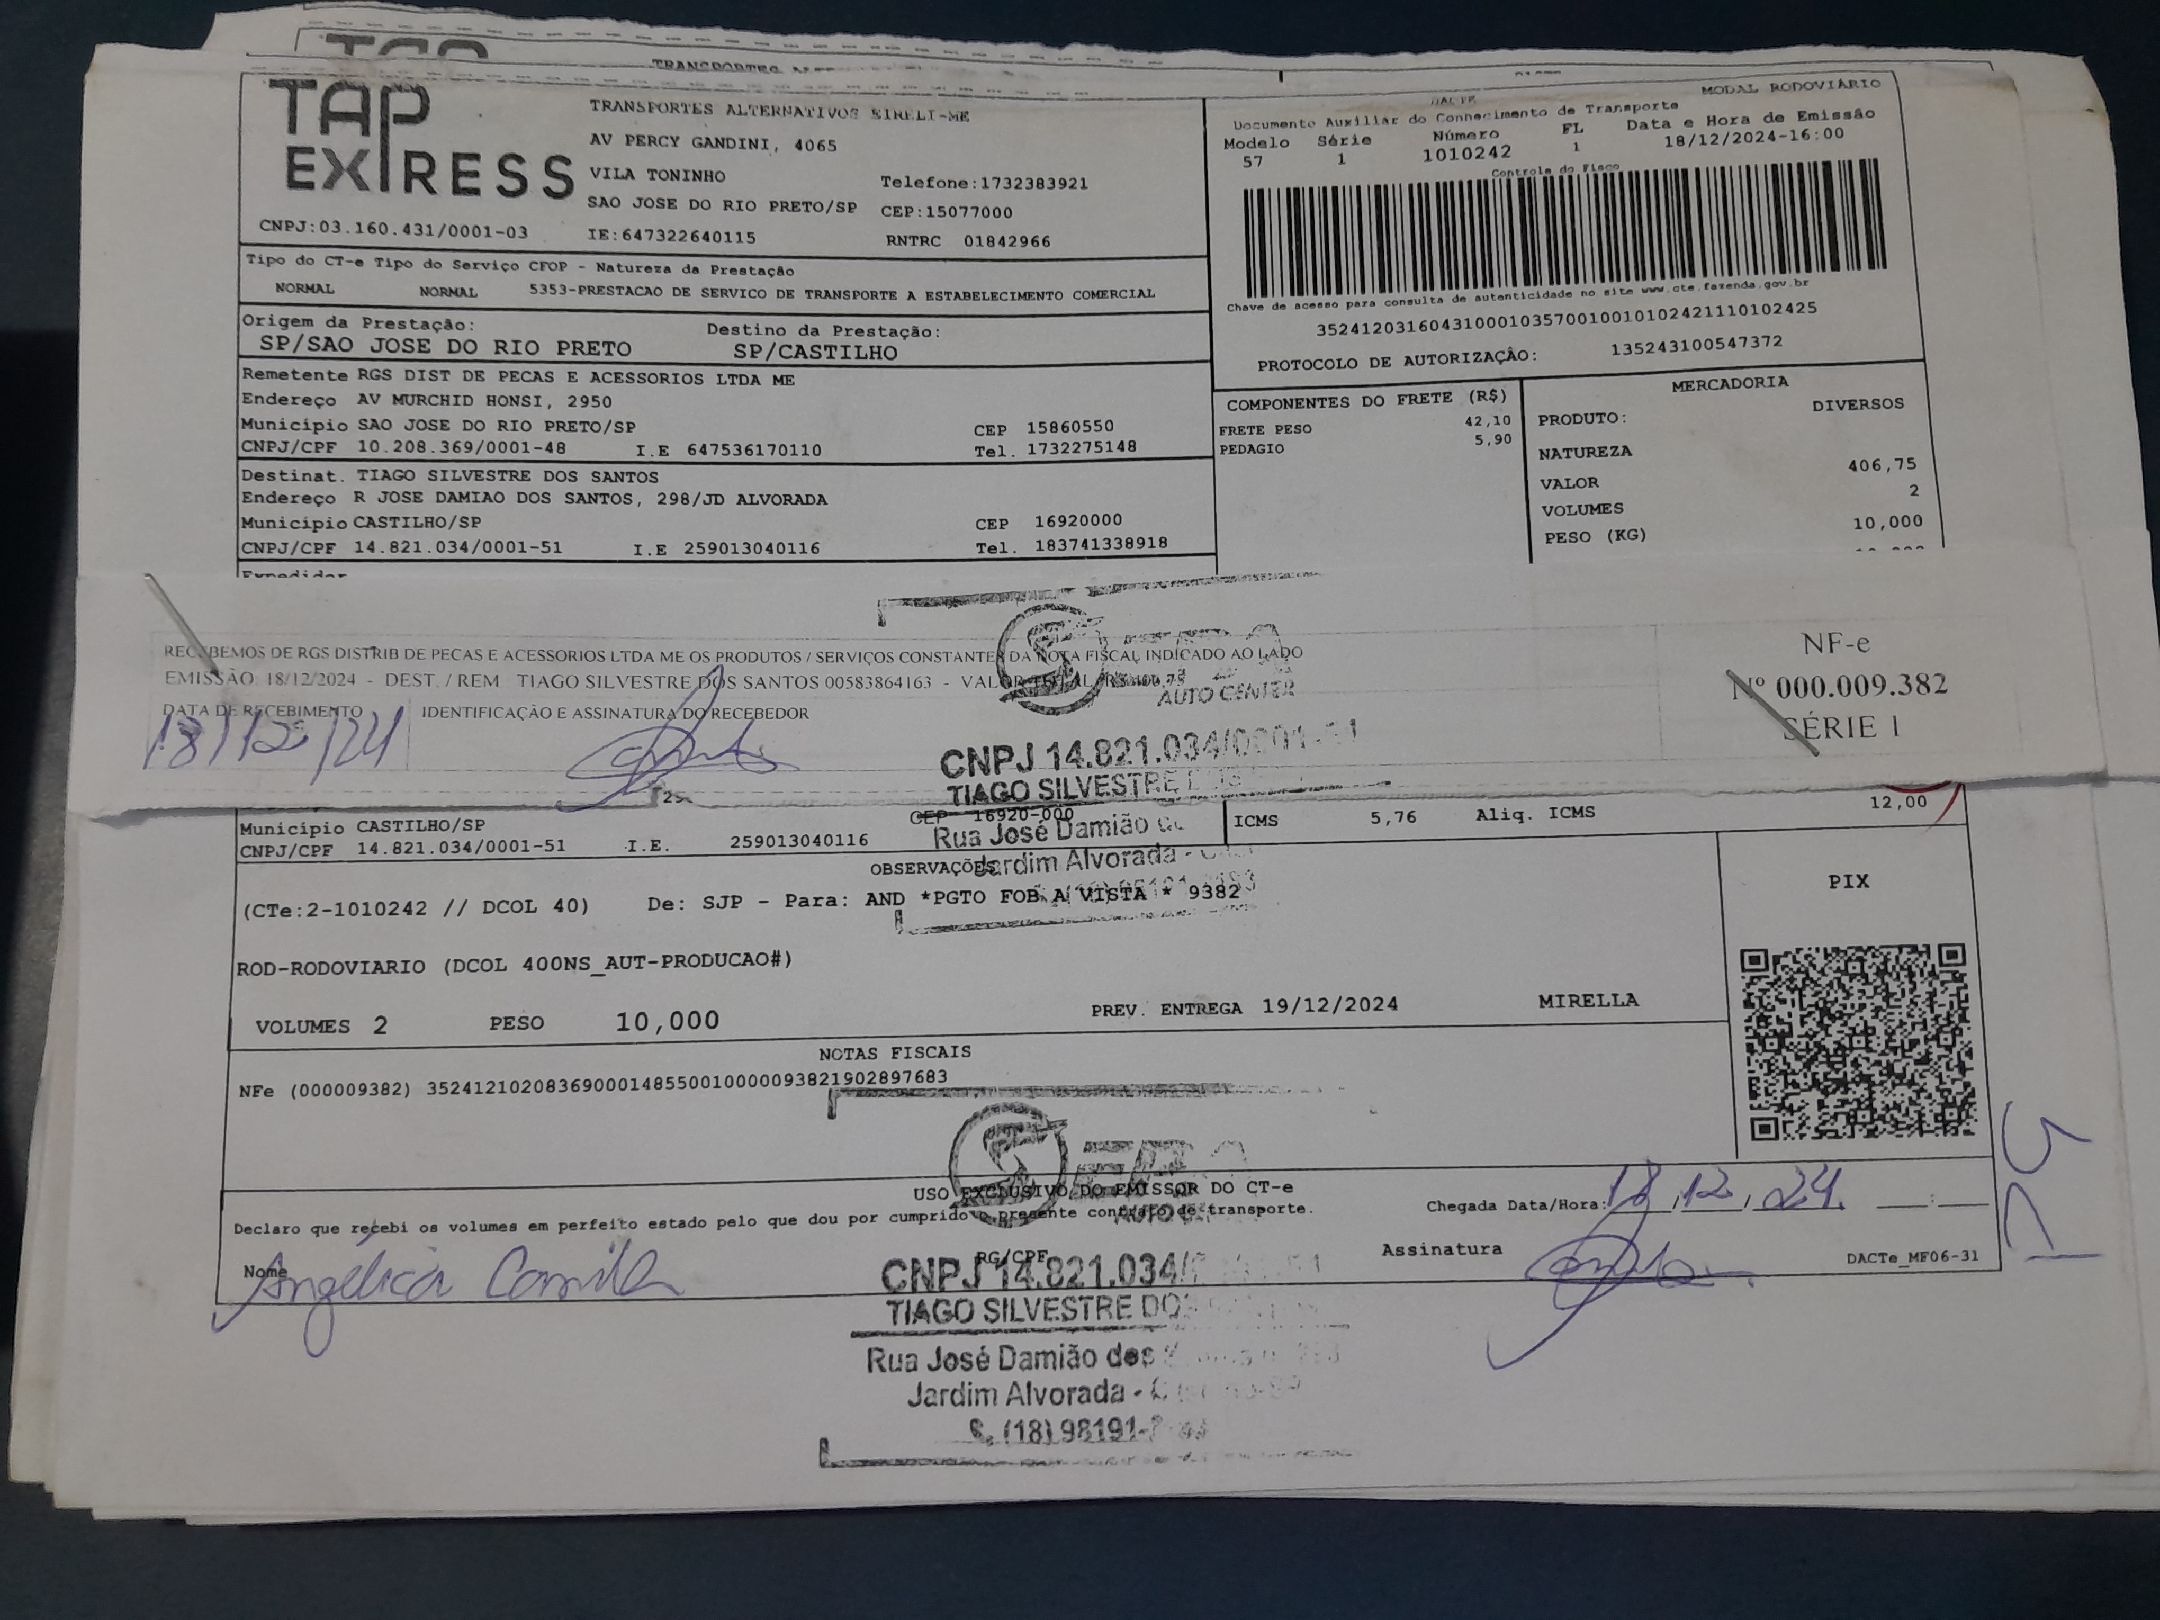 TAP EXPRESS
TRANSPORTES ALTERNATIVOS EIRELI-ME
AV PERCY GANDINI, 4065
VILA TONINHO
Telefone:1732383921
SAO JOSE DO RIO PRETO/SP CEP:15077000
CNPJ:03.160.431/0001-03 IE:647322640115 RNTRC 01842966
MODAL RODOVIÁRIO
Documento Auxiliar do Conhecimento de Transporte
Modelo Série Número FL Data e Hora de Emissão
57 1 1010242 1 18/12/2024-16:00
Controle do Fisco
Chave de acesso para consulta de autenticidade no site www.cte.fazenda.gov.br
35241203160431000103570010010102421110102425
PROTOCOLO DE AUTORIZAÇÃO: 135243100547372
Tipo do CT-e Tipo do Serviço CFOP - Natureza da Prestação
NORMAL NORMAL 5353-PRESTACAO DE SERVICO DE TRANSPORTE A ESTABELECIMENTO COMERCIAL
Origem da Prestação: Destino da Prestação:
SP/SAO JOSE DO RIO PRETO SP/CASTILHO
Remetente RGS DIST DE PECAS E ACESSORIOS LTDA ME
Endereço AV MURCHID HONSI, 2950
Município SAO JOSE DO RIO PRETO/SP CEP 15860550
CNPJ/CPF 10.208.369/0001-48 I.E 647536170110 Tel. 1732275148
Destinat. TIAGO SILVESTRE DOS SANTOS
Endereço R JOSE DAMIAO DOS SANTOS, 298/JD ALVORADA
Município CASTILHO/SP CEP 16920000
CNPJ/CPF 14.821.034/0001-51 I.E 259013040116 Tel. 183741338918
Expedidor
COMPONENTES DO FRETE (R$)
FRETE PESO 42,10
PEDAGIO 5,90
MERCADORIA
PRODUTO: DIVERSOS
NATUREZA
VALOR 406,75
VOLUMES 2
PESO (KG) 10,000
RECEBEMOS DE RGS DISTRIB DE PECAS E ACESSORIOS LTDA ME OS PRODUTOS / SERVIÇOS CONSTANTES DA NOTA FISCAL INDICADO AO LADO
EMISSÃO: 18/12/2024 - DEST. / REM TIAGO SILVESTRE DOS SANTOS 00583864163 - VALOR TOTAL
DATA DE RECEBIMENTO IDENTIFICAÇÃO E ASSINATURA DO RECEBEDOR
18/12/24
NF-e
Nº 000.009.382
SÉRIE 1
AUTO CENTER
CNPJ 14.821.034/0001-51
TIAGO SILVESTRE
Rua José Damião
Jardim Alvorada -
CEP 16920-000
Município CASTILHO/SP
CNPJ/CPF 14.821.034/0001-51 I.E. 259013040116
ICMS 5,76 Aliq. ICMS 12,00
OBSERVAÇÕES
(CTe:2-1010242 // DCOL 40) De: SJP - Para: AND *PGTO FOB A VISTA * 9382
ROD-RODOVIARIO (DCOL 400NS_AUT-PRODUCAO#)
VOLUMES 2 PESO 10,000 PREV. ENTREGA 19/12/2024 MIRELLA
PIX
NOTAS FISCAIS
NFe (000009382) 35241210208369000148550010000093821902897683
USO EXCLUSIVO DO EMISSOR DO CT-e
Declaro que recebi os volumes em perfeito estado pelo que dou por cumprido o presente contrato de transporte.
Chegada Data/Hora: 18/12/24
Nome Angélica Camila
RG/CPF
Assinatura
DACTe_MF06-31
CNPJ 14.821.034/
TIAGO SILVESTRE DOS
Rua José Damião dos
Jardim Alvorada -
(18) 98191-